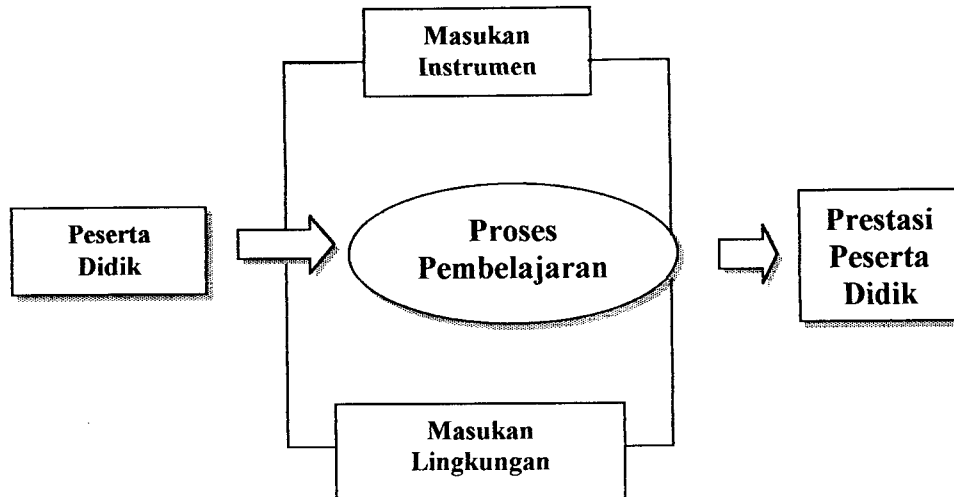 Masukan
Instrumen
Peserta
Didik
Proses
Pembelajaran
Prestasi
Peserta
Didik
Masukan
Lingkungan